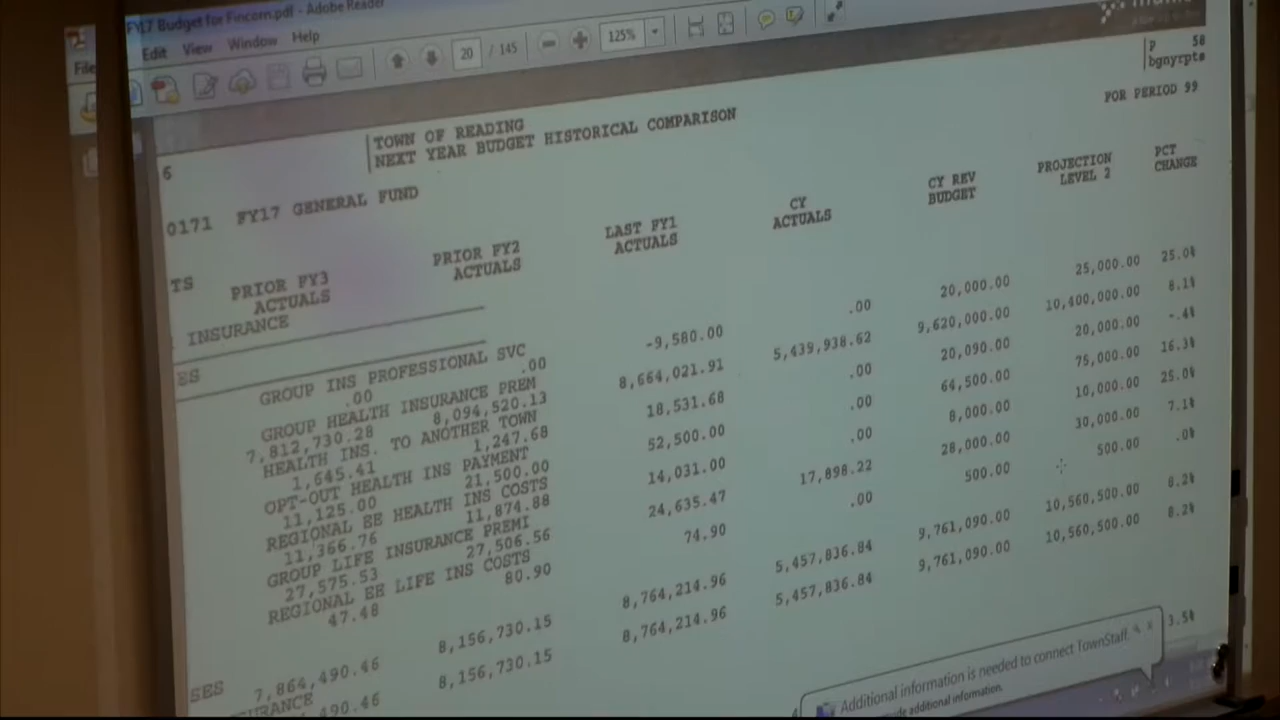 FY17 Budget for Fincom.pdf - Adobe Reader
File
Edit View Window Help
20 / 145 125%
P 58
bgnyrpts
6 TOWN OF READING
NEXT YEAR BUDGET HISTORICAL COMPARISON
FOR PERIOD 99
0171 FY17 GENERAL FUND
TS PRIOR FY3 ACTUALS PRIOR FY2 ACTUALS LAST FY1 ACTUALS CY ACTUALS CY REV BUDGET PROJECTION LEVEL 2 PCT CHANGE
INSURANCE
ES
GROUP INS PROFESSIONAL SVC
.00 .00 -9,580.00 .00 20,000.00 25,000.00 25.0%
GROUP HEALTH INSURANCE PREM
7,812,730.28 8,094,520.13 8,664,021.91 5,439,938.62 9,620,000.00 10,400,000.00 8.1%
HEALTH INS. TO ANOTHER TOWN
1,645.41 1,247.68 18,531.68 .00 20,090.00 20,000.00 -.4%
OPT-OUT HEALTH INS PAYMENT
11,125.00 21,500.00 52,500.00 .00 64,500.00 75,000.00 16.3%
REGIONAL EE HEALTH INS COSTS
11,366.76 11,874.88 14,031.00 .00 8,000.00 10,000.00 25.0%
GROUP LIFE INSURANCE PREMI
27,575.53 27,506.56 24,635.47 17,898.22 28,000.00 30,000.00 7.1%
REGIONAL EE LIFE INS COSTS
47.48 80.90 74.90 .00 500.00 500.00 .0%
SES 7,864,490.46 8,156,730.15 8,764,214.96 5,457,836.84 9,761,090.00 10,560,500.00 8.2%
URANCE
490.46 8,156,730.15 8,764,214.96 5,457,836.84 9,761,090.00 10,560,500.00 8.2%
3.5%
Additional information is needed to connect TownStaff.
additional information.